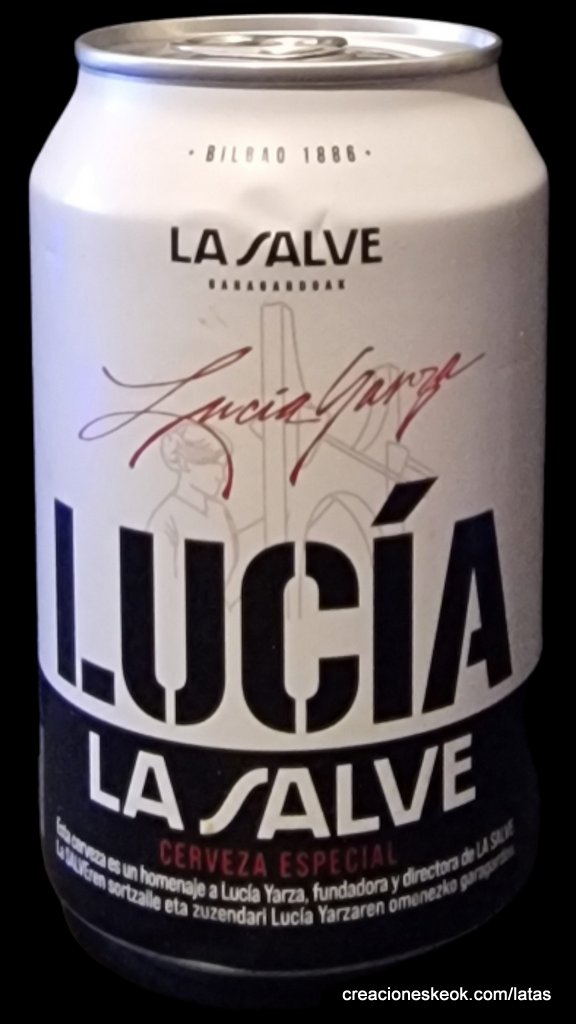 · BILBAO 1886 ·
LA SALVE
GARAGARDOAK
Lucía Yarza
LUCÍA
LA SALVE
CERVEZA ESPECIAL
Esta cerveza es un homenaje a Lucía Yarza, fundadora y directora de LA SALVE
La SALVEren sortzaile eta zuzendari Lucía Yarzaren omenezko garagardoa
creacioneskeok.com/latas